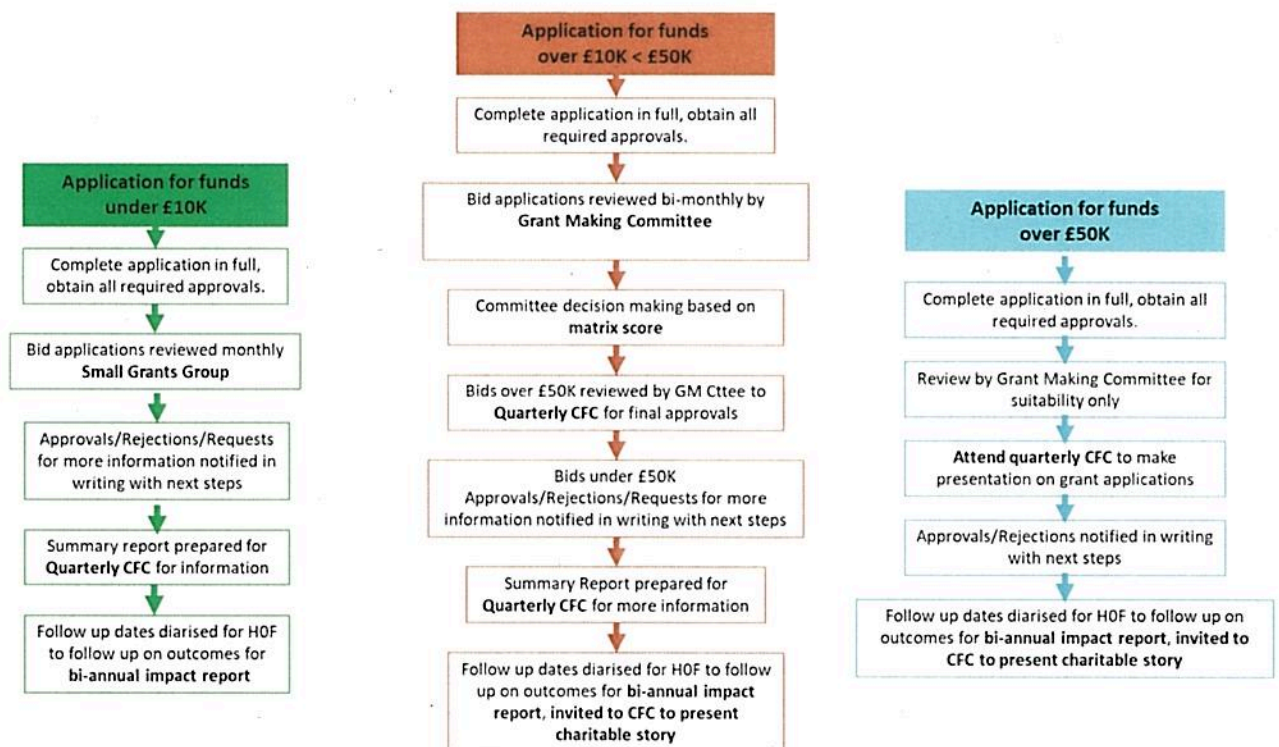 Application for funds
under £10K
Complete application in full,
obtain all required approvals.
Bid applications reviewed monthly
Small Grants Group
Approvals/Rejections/Requests
for more information notified in
writing with next steps
Summary report prepared for
Quarterly CFC for information
Follow up dates diarised for H0F
to follow up on outcomes for
bi-annual impact report
Application for funds
over £10K < £50K
Complete application in full, obtain all
required approvals.
Bid applications reviewed bi-monthly by
Grant Making Committee
Committee decision making based on
matrix score
Bids over £50K reviewed by GM Cttee to
Quarterly CFC for final approvals
Bids under £50K
Approvals/Rejections/Requests for more
information notified in writing with next steps
Summary Report prepared for
Quarterly CFC for more information
Follow up dates diarised for H0F to follow
up on outcomes for bi-annual impact
report, invited to CFC to present
charitable story
Application for funds
over £50K
Complete application in full, obtain all
required approvals.
Review by Grant Making Committee for
suitability only
Attend quarterly CFC to make
presentation on grant applications
Approvals/Rejections notified in writing
with next steps
Follow up dates diarised for H0F to follow up on
outcomes for bi-annual impact report, invited to
CFC to present charitable story